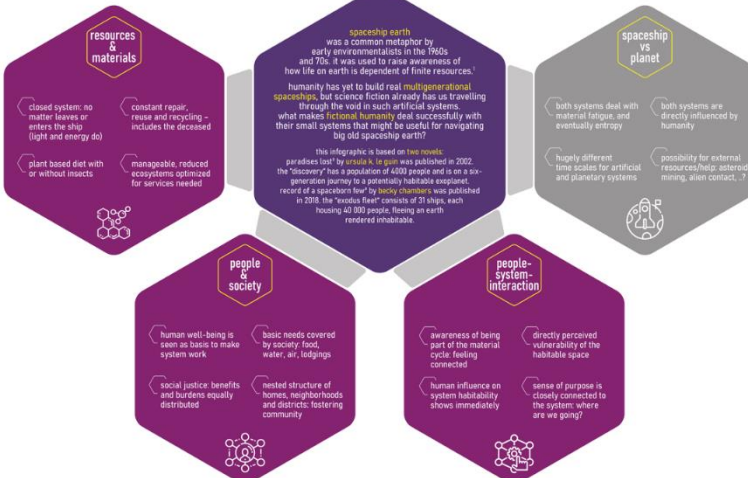 resources
&
materials
closed system: no
matter leaves or
enters the ship
(light and energy do)
constant repair,
reuse and recycling –
includes the deceased
plant based diet with
or without insects
manageable, reduced
ecosystems optimized
for services needed
spaceship earth
was a common metaphor by
early environmentalists in the 1960s
and 70s. it was used to raise awareness of
how life on earth is dependent of finite resources.¹
humanity has yet to build real multigenerational
spaceships, but science fiction already has us travelling
through the void in such artificial systems.
what makes fictional humanity deal successfully with
their small systems that might be useful for navigating
big old spaceship earth?
this infographic is based on two novels:
paradises lost² by ursula k. le guin was published in 2002.
the "discovery" has a population of 4000 people and is on a six-
generation journey to a potentially habitable exoplanet.
record of a spaceborn few³ by becky chambers was published
in 2018. the "exodus fleet" consists of 31 ships, each
housing 40 000 people, fleeing an earth
rendered inhabitable.
spaceship
vs
planet
both systems deal with
material fatigue, and
eventually entropy
both systems are
directly influenced by
humanity
hugely different
time scales for artificial
and planetary systems
possibility for external
resources/help: asteroid
mining, alien contact, ..?
people
&
society
human well-being is
seen as basis to make
system work
basic needs covered
by society: food,
water, air, lodgings
social justice: benefits
and burdens equally
distributed
nested structure of
homes, neighborhoods
and districts: fostering
community
people-
system-
interaction
awareness of being
part of the material
cycle: feeling
connected
directly perceived
vulnerability of the
habitable space
human influence on
system habitability
shows immediately
sense of purpose is
closely connected to
the system: where
are we going?